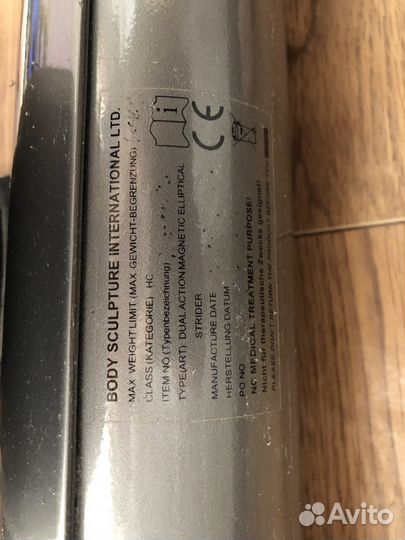 BODY SCULPTURE INTERNATIONAL LTD.
MAX WEIGHT LIMIT (MAX GEWICHT-BEGRENZUNG)
CLASS (KATEGORIE) HC
ITEM NO (Typenbezeichnung)
TYPE(ART) DUAL ACTION MAGNETIC ELLIPTICAL
STRIDER
MANUFACTURE DATE
HERSTELLUNG DATUM
PO NO
NO MEDICAL TREATMENT PURPOSE!
Nicht für therapeutische Zwecke geeignet!
PLEASE DON'T RETURN THE PRODUCT BEFORE YOU
i
CE
Avito